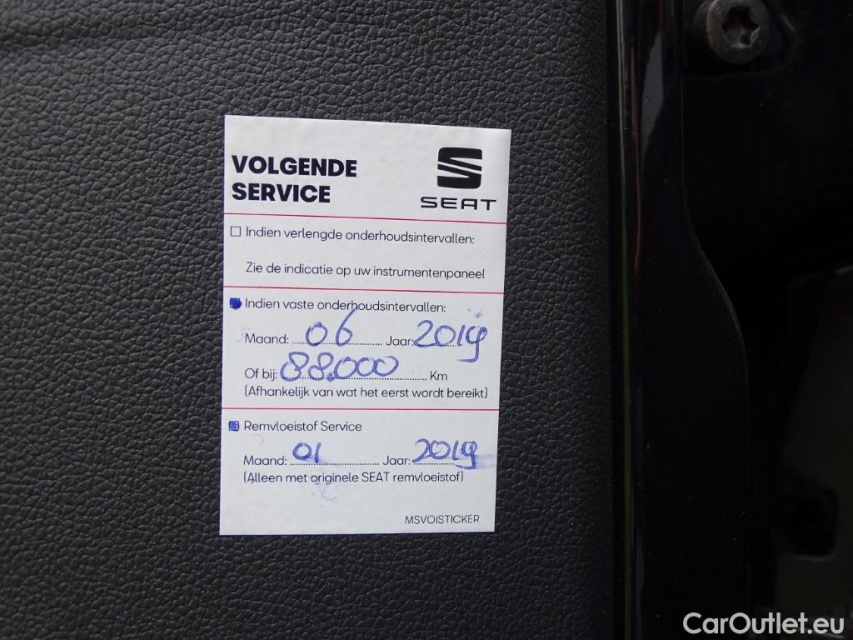 VOLGENDE
SERVICE
SEAT
Indien verlengde onderhoudsintervallen:
Zie de indicatie op uw instrumentenpaneel
Indien vaste onderhoudsintervallen:
Maand: 06 Jaar: 2019
Of bij: 88.000 Km
(Afhankelijk van wat het eerst wordt bereikt)
Remvloeistof Service
Maand: 01 Jaar: 2019
(Alleen met originele SEAT remvloeistof)
MSVOISTICKER
CarOutlet.eu